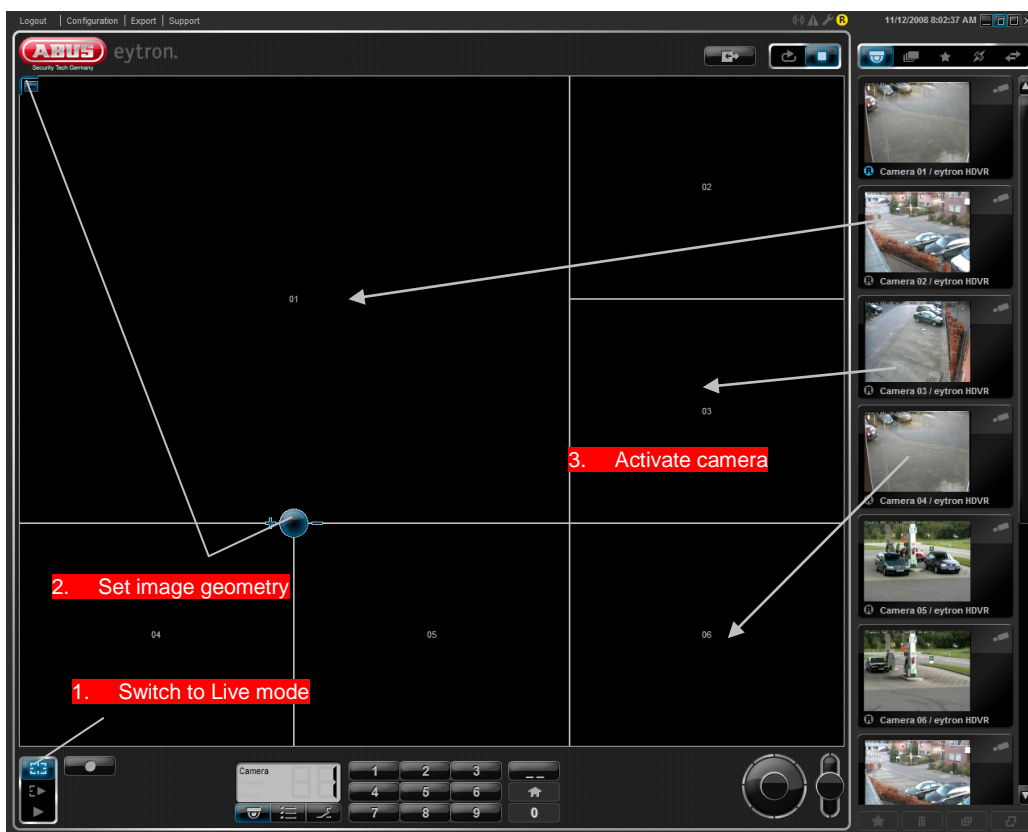 Logout | Configuration | Export | Support
R 11/12/2008 8:02:37 AM
ABUS eytron.
Security Tech Germany
01
02
03
04
05
06
1. Switch to Live mode
2. Set image geometry
3. Activate camera
Camera 01 / eytron HDVR
Camera 02 / eytron HDVR
Camera 03 / eytron HDVR
Camera 04 / eytron HDVR
Camera 05 / eytron HDVR
Camera 06 / eytron HDVR
Camera 1
1 2 3 _ _
4 5 6
7 8 9 0